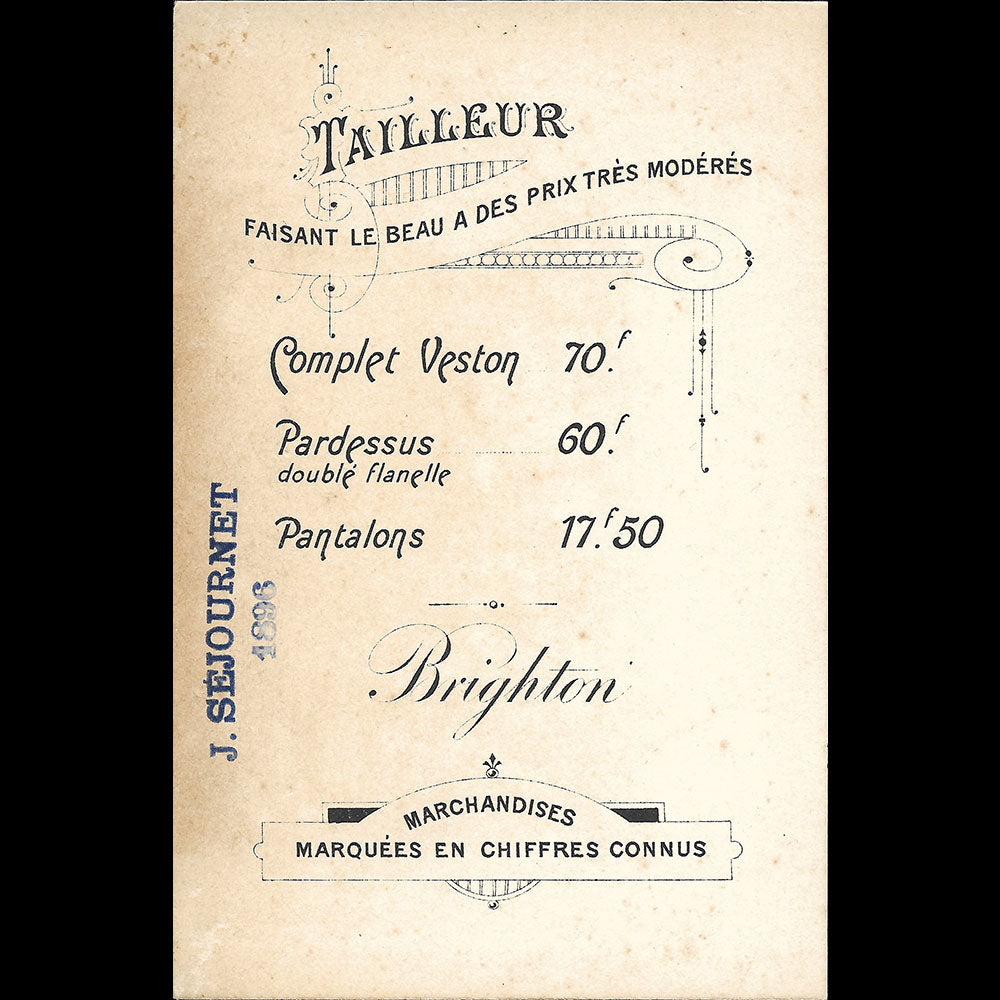 TAILLEUR
FAISANT LE BEAU A DES PRIX TRÈS MODÉRÉS
Complet Veston 70.f
Pardessus 60.f
doublé flanelle
Pantalons 17.f50
J. SÉJOURNET
1896
Brighton
MARCHANDISES
MARQUÉES EN CHIFFRES CONNUS